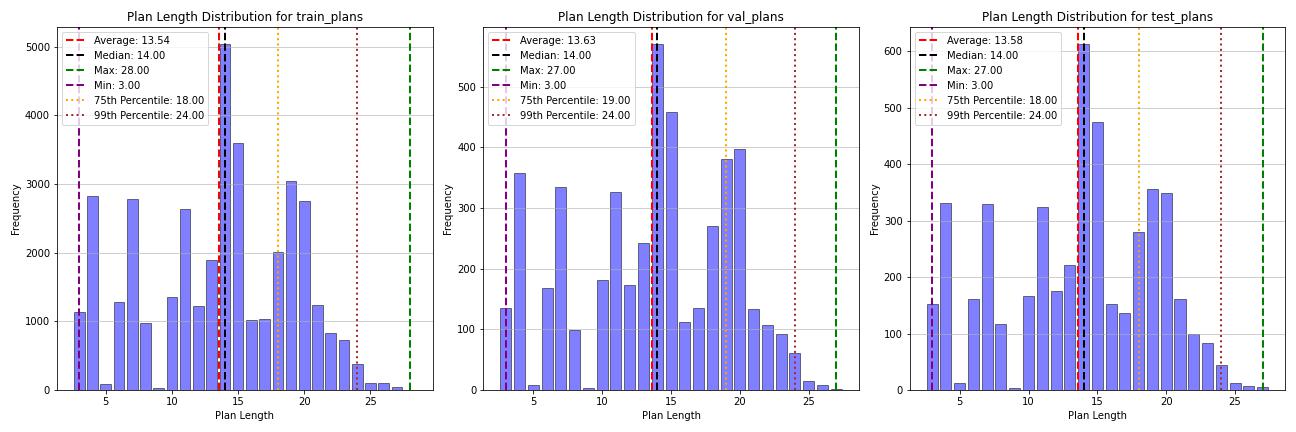 Plan Length Distribution for train_plans
Average: 13.54
Median: 14.00
Max: 28.00
Min: 3.00
75th Percentile: 18.00
99th Percentile: 24.00
5000
4000
3000
2000
1000
0
Frequency
5 10 15 20 25
Plan Length
Plan Length Distribution for val_plans
Average: 13.63
Median: 14.00
Max: 27.00
Min: 3.00
75th Percentile: 19.00
99th Percentile: 24.00
500
400
300
200
100
0
Frequency
5 10 15 20 25
Plan Length
Plan Length Distribution for test_plans
Average: 13.58
Median: 14.00
Max: 27.00
Min: 3.00
75th Percentile: 18.00
99th Percentile: 24.00
600
500
400
300
200
100
0
Frequency
5 10 15 20 25
Plan Length